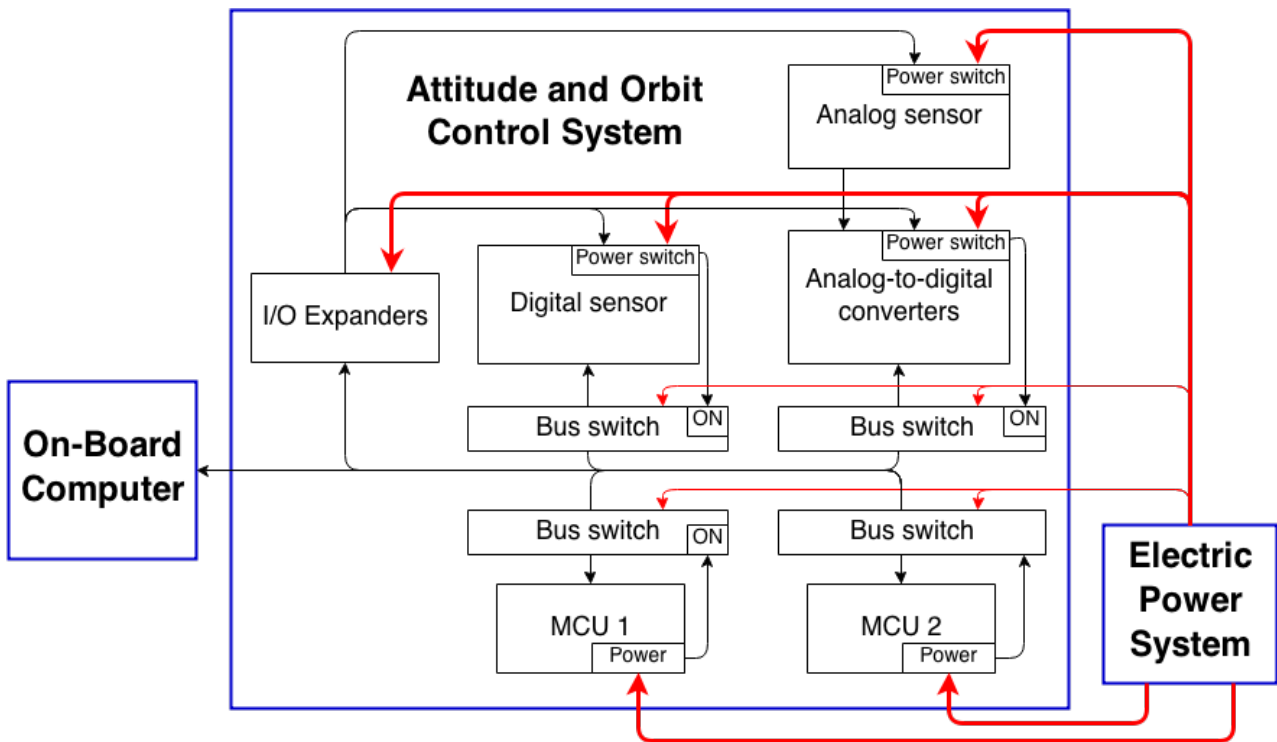 Power switch
Analog sensor
Attitude and Orbit
Control System
Power switch
Power switch
Analog-to-digital
converters
Digital sensor
I/O Expanders
Bus switch
ON
Bus switch
ON
On-Board
Computer
Bus switch
ON
Bus switch
MCU 1
Power
MCU 2
Power
Electric
Power
System